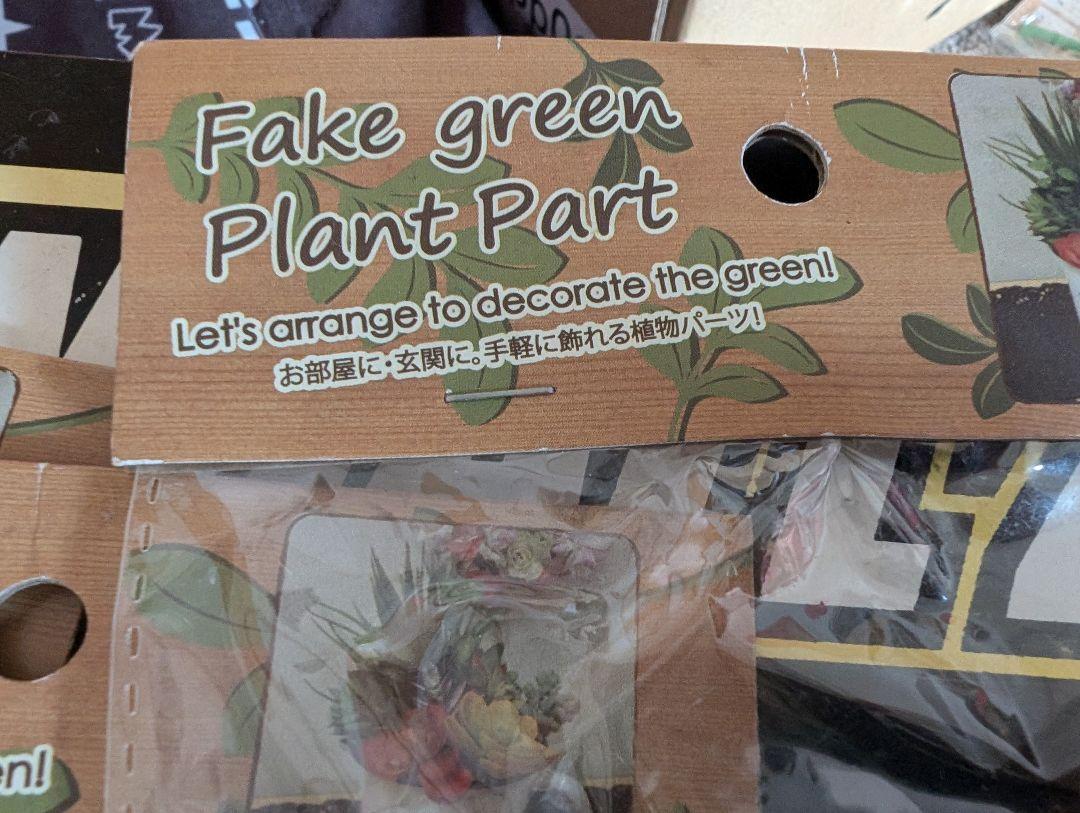 Fake green
Plant Part
Let's arrange to decorate the green!
お部屋に・玄関に。手軽に飾れる植物パーツ!
en!